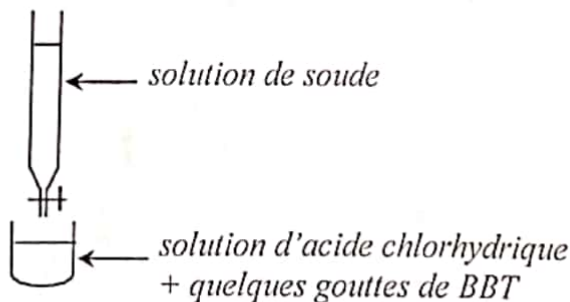 solution de soude
solution d'acide chlorhydrique
+ quelques gouttes de BBT